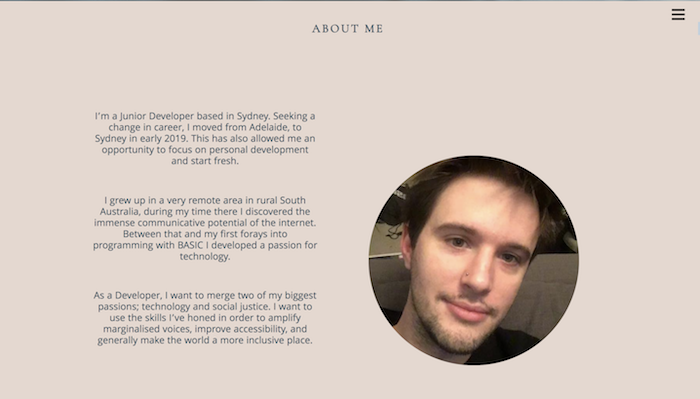 ABOUT ME
I'm a Junior Developer based in Sydney. Seeking a
change in career, I moved from Adelaide, to
Sydney in early 2019. This has also allowed me an
opportunity to focus on personal development
and start fresh.
I grew up in a very remote area in rural South
Australia, during my time there I discovered the
immense communicative potential of the internet.
Between that and my first forays into
programming with BASIC I developed a passion for
technology.
As a Developer, I want to merge two of my biggest
passions; technology and social justice. I want to
use the skills I've honed in order to amplify
marginalised voices, improve accessibility, and
generally make the world a more inclusive place.